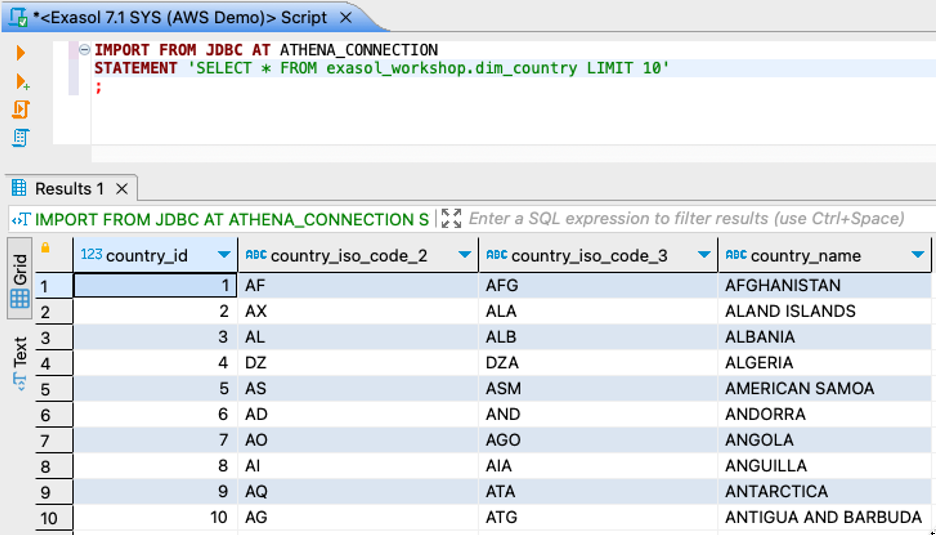 *<Exasol 7.1 SYS (AWS Demo)> Script
IMPORT FROM JDBC AT ATHENA_CONNECTION
STATEMENT 'SELECT * FROM exasol_workshop.dim_country LIMIT 10'
;
Results 1
IMPORT FROM JDBC AT ATHENA_CONNECTION S Enter a SQL expression to filter results (use Ctrl+Space)
Grid
Text
123 country_id ABC country_iso_code_2 ABC country_iso_code_3 ABC country_name
1 1 AF AFG AFGHANISTAN
2 2 AX ALA ALAND ISLANDS
3 3 AL ALB ALBANIA
4 4 DZ DZA ALGERIA
5 5 AS ASM AMERICAN SAMOA
6 6 AD AND ANDORRA
7 7 AO AGO ANGOLA
8 8 AI AIA ANGUILLA
9 9 AQ ATA ANTARCTICA
10 10 AG ATG ANTIGUA AND BARBUDA